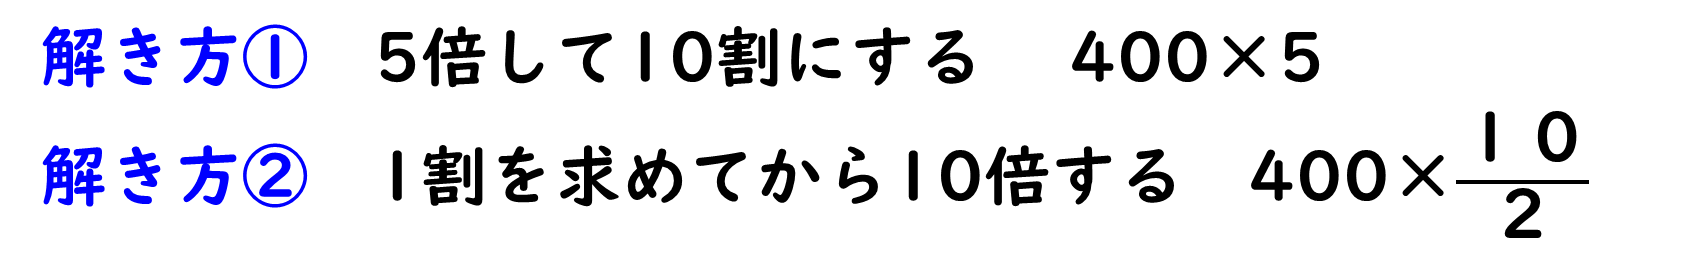 解き方① 5倍して10割にする 400×5
解き方② 1割を求めてから10倍する 400×10/2